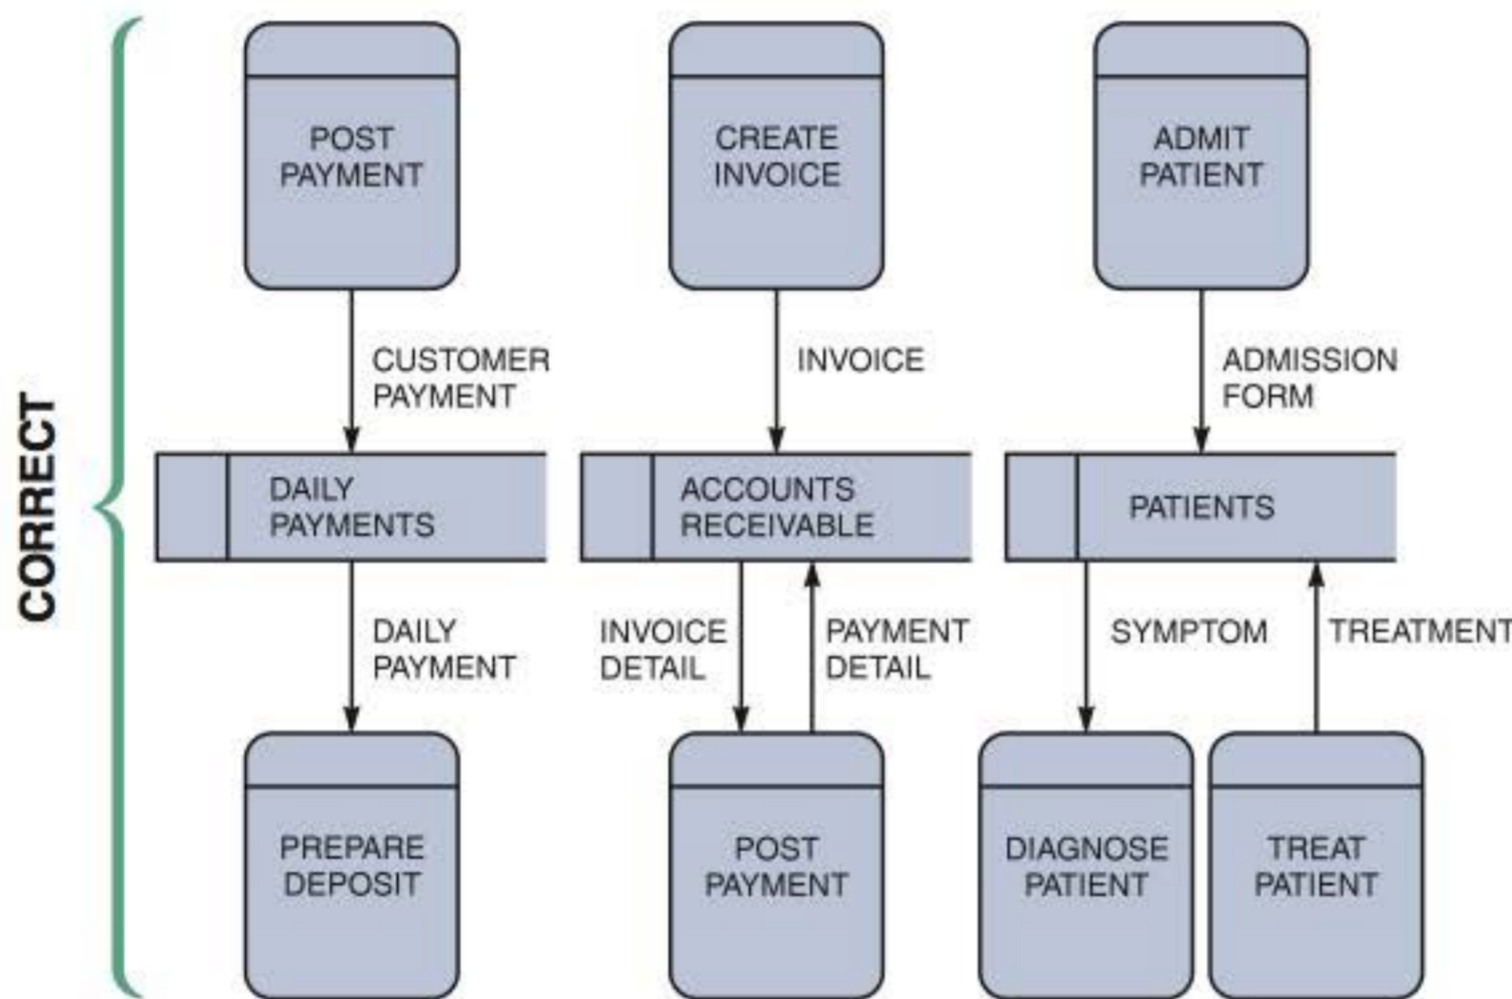 CORRECT
POST
PAYMENT
CREATE
INVOICE
ADMIT
PATIENT
CUSTOMER
PAYMENT
INVOICE
ADMISSION
FORM
DAILY
PAYMENTS
ACCOUNTS
RECEIVABLE
PATIENTS
DAILY
PAYMENT
INVOICE
DETAIL
PAYMENT
DETAIL
SYMPTOM
TREATMENT
PREPARE
DEPOSIT
POST
PAYMENT
DIAGNOSE
PATIENT
TREAT
PATIENT